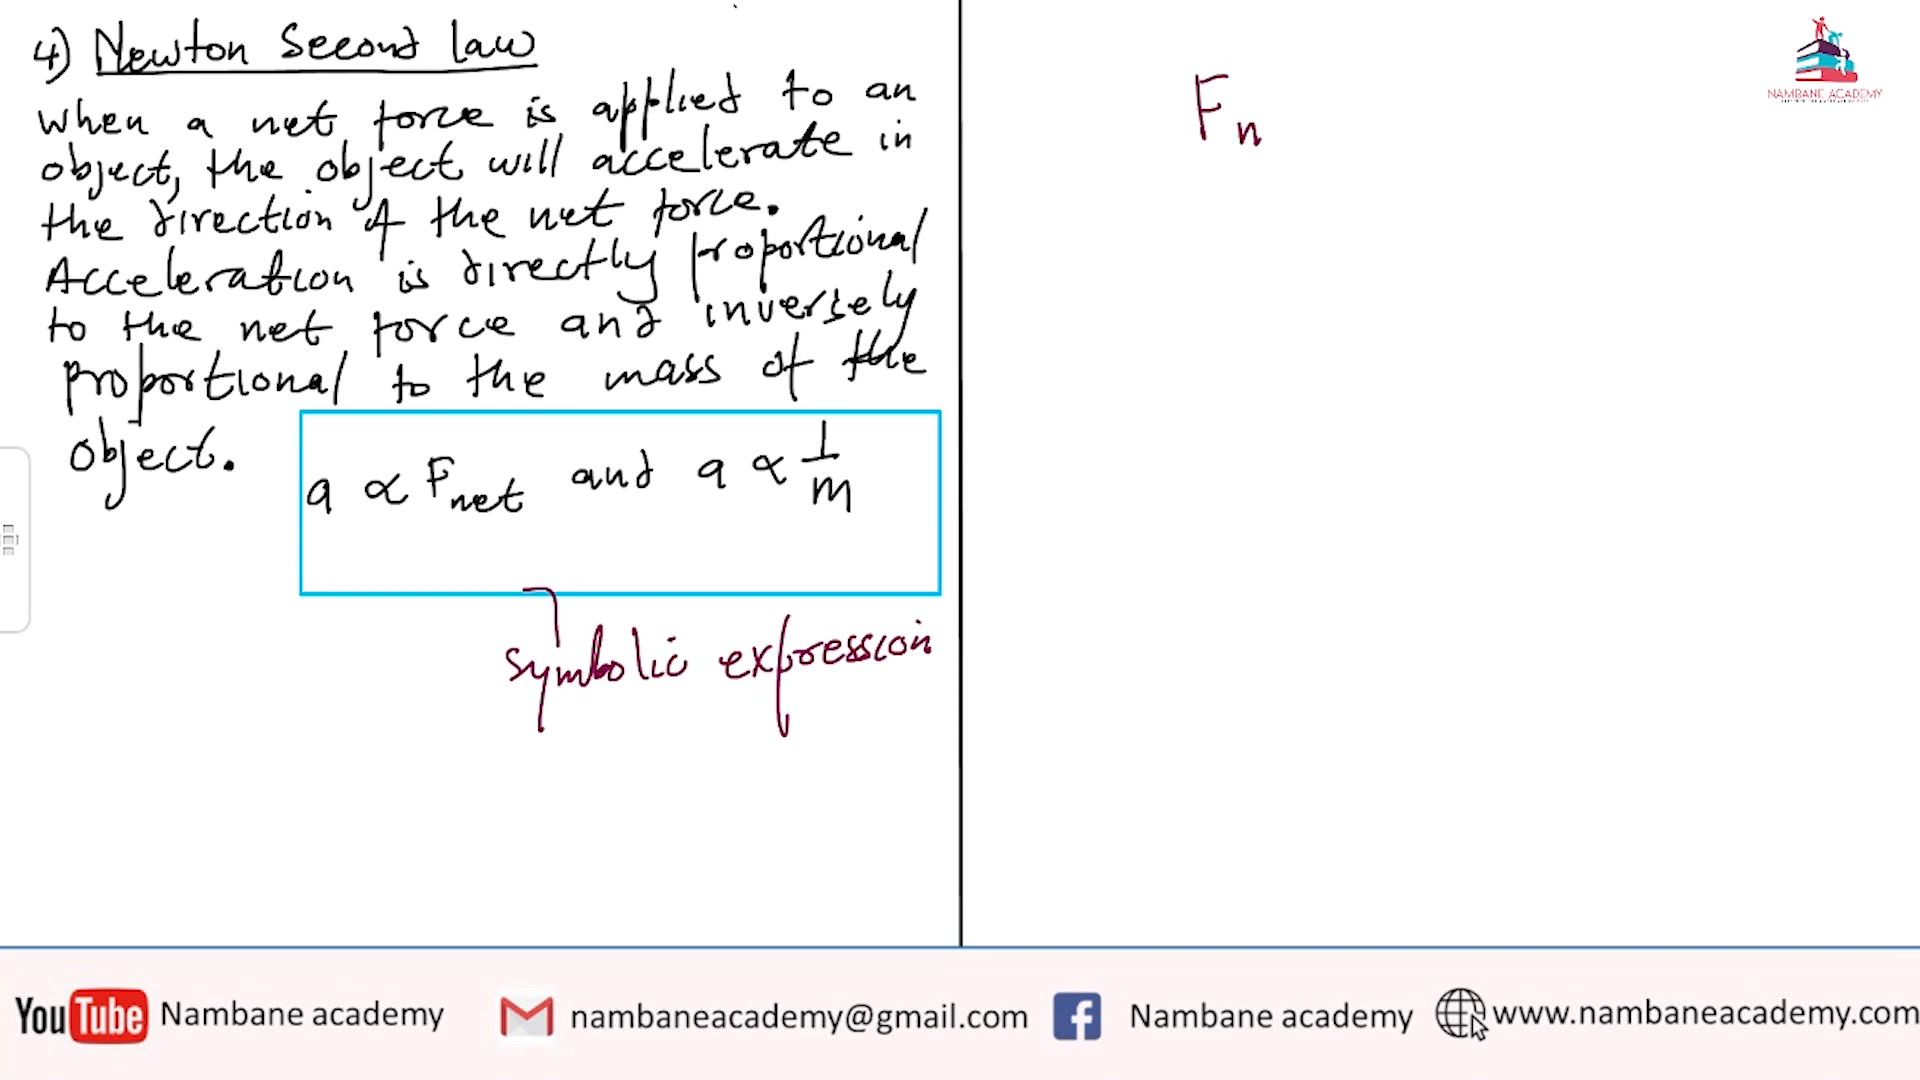 4) Newton Second law
When a net force is applied to an
object, the object will accelerate in
the direction of the net force.
Acceleration is directly proportional
to the net force and inversely
proportional to the mass of the
object.
a ∝ Fnet and a ∝ 1/m
symbolic expression
Fn
NAMBANE ACADEMY
YouTube Nambane academy
nambaneacademy@gmail.com
f Nambane academy
www.nambaneacademy.com